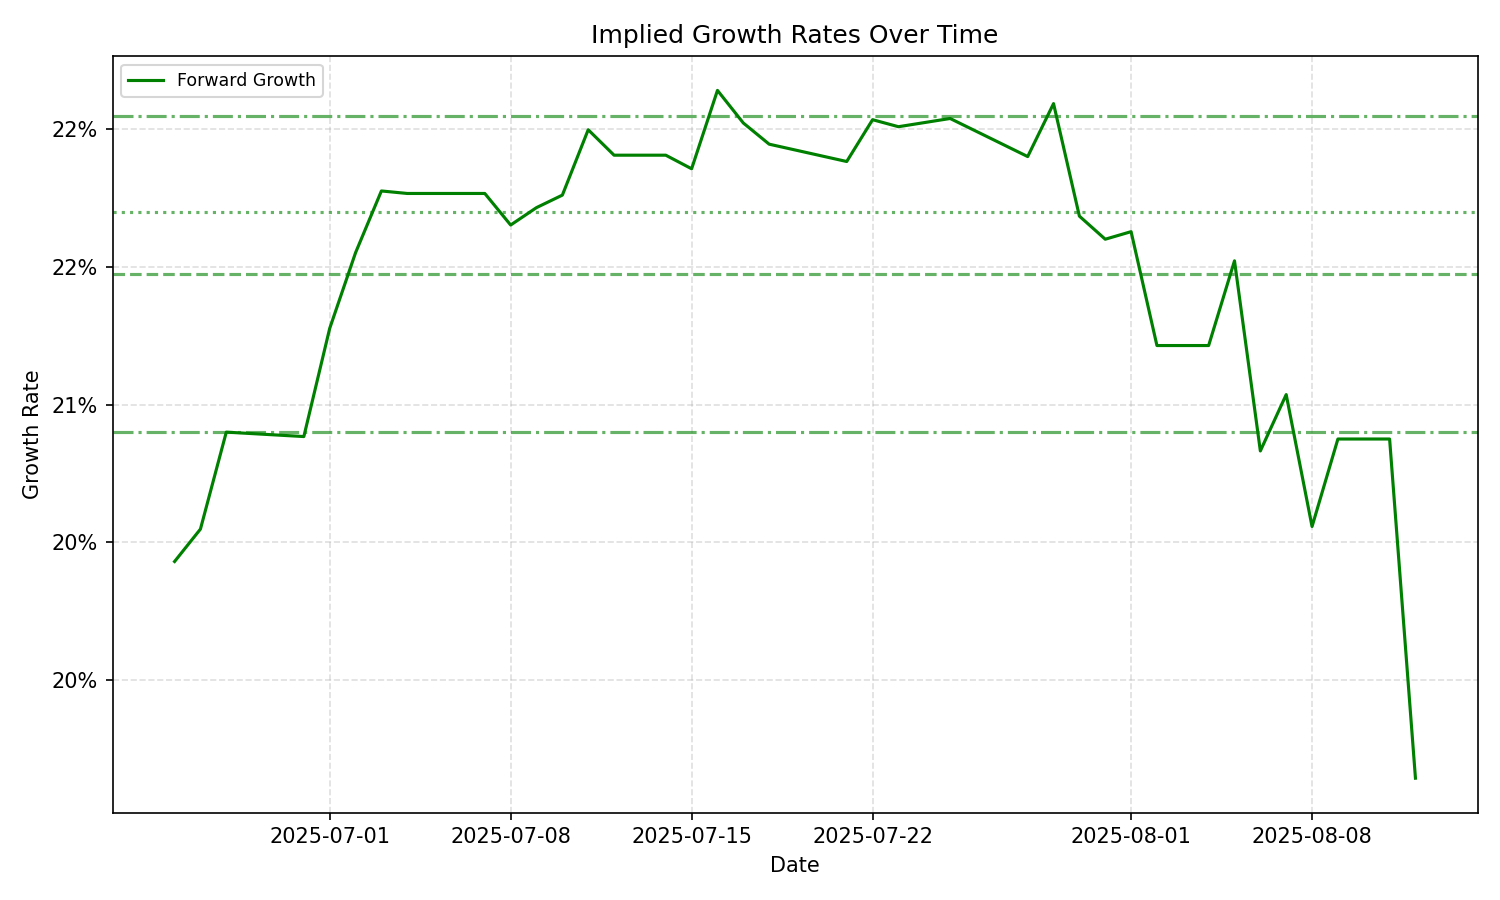 Implied Growth Rates Over Time
Forward Growth
22%
22%
21%
20%
20%
Growth Rate
2025-07-01
2025-07-08
2025-07-15
2025-07-22
2025-08-01
2025-08-08
Date